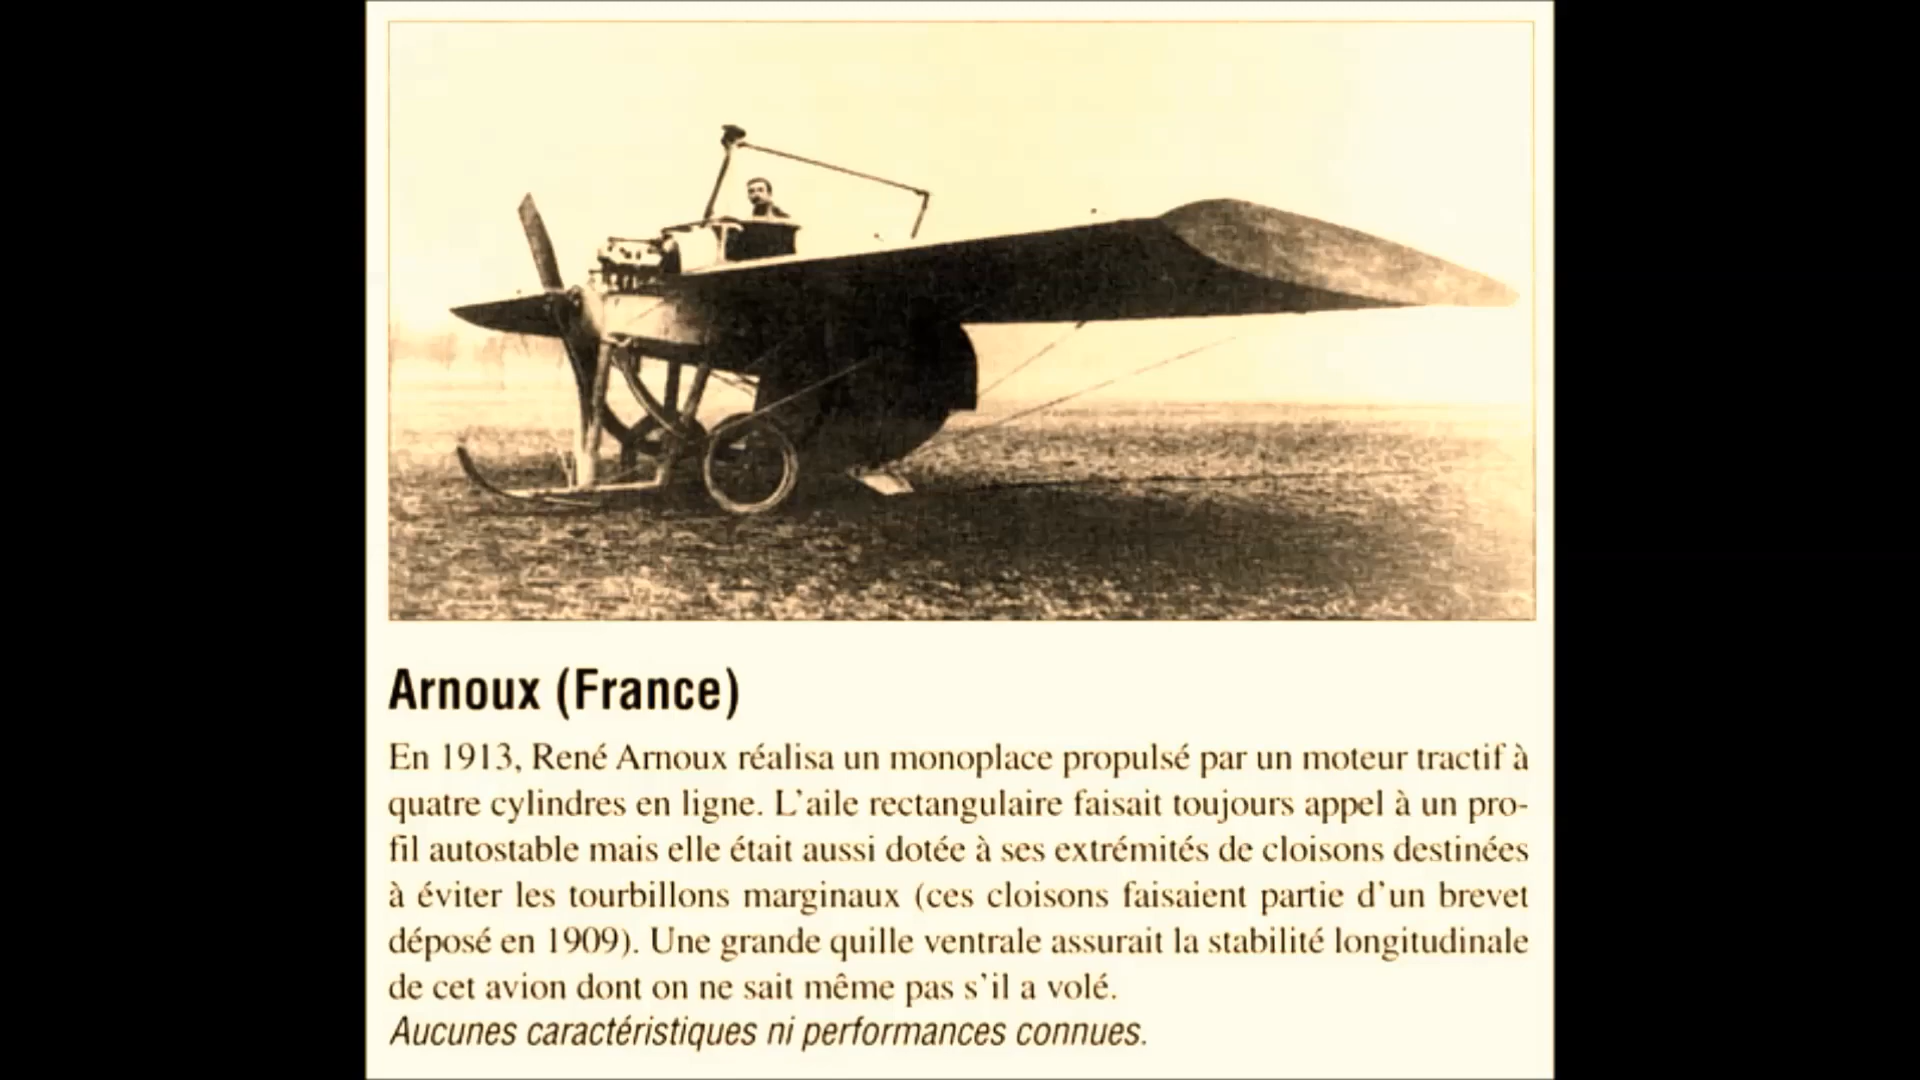 Arnoux (France)
En 1913, René Arnoux réalisa un monoplace propulsé par un moteur tractif à
quatre cylindres en ligne. L'aile rectangulaire faisait toujours appel à un pro-
fil autostable mais elle était aussi dotée à ses extrémités de cloisons destinées
à éviter les tourbillons marginaux (ces cloisons faisaient partie d'un brevet
déposé en 1909). Une grande quille ventrale assurait la stabilité longitudinale
de cet avion dont on ne sait même pas s'il a volé.
Aucunes caractéristiques ni performances connues.